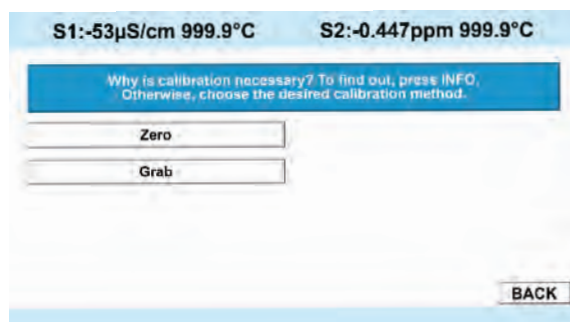 S1:-53µS/cm 999.9°C S2:-0.447ppm 999.9°C
Why is calibration necessary? To find out, press INFO.
Otherwise, choose the desired calibration method.
Zero
Grab
BACK